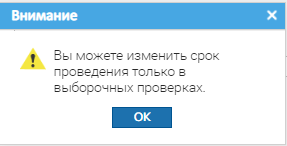 Внимание
Вы можете изменить срок
проведения только в
выборочных проверках.
OK